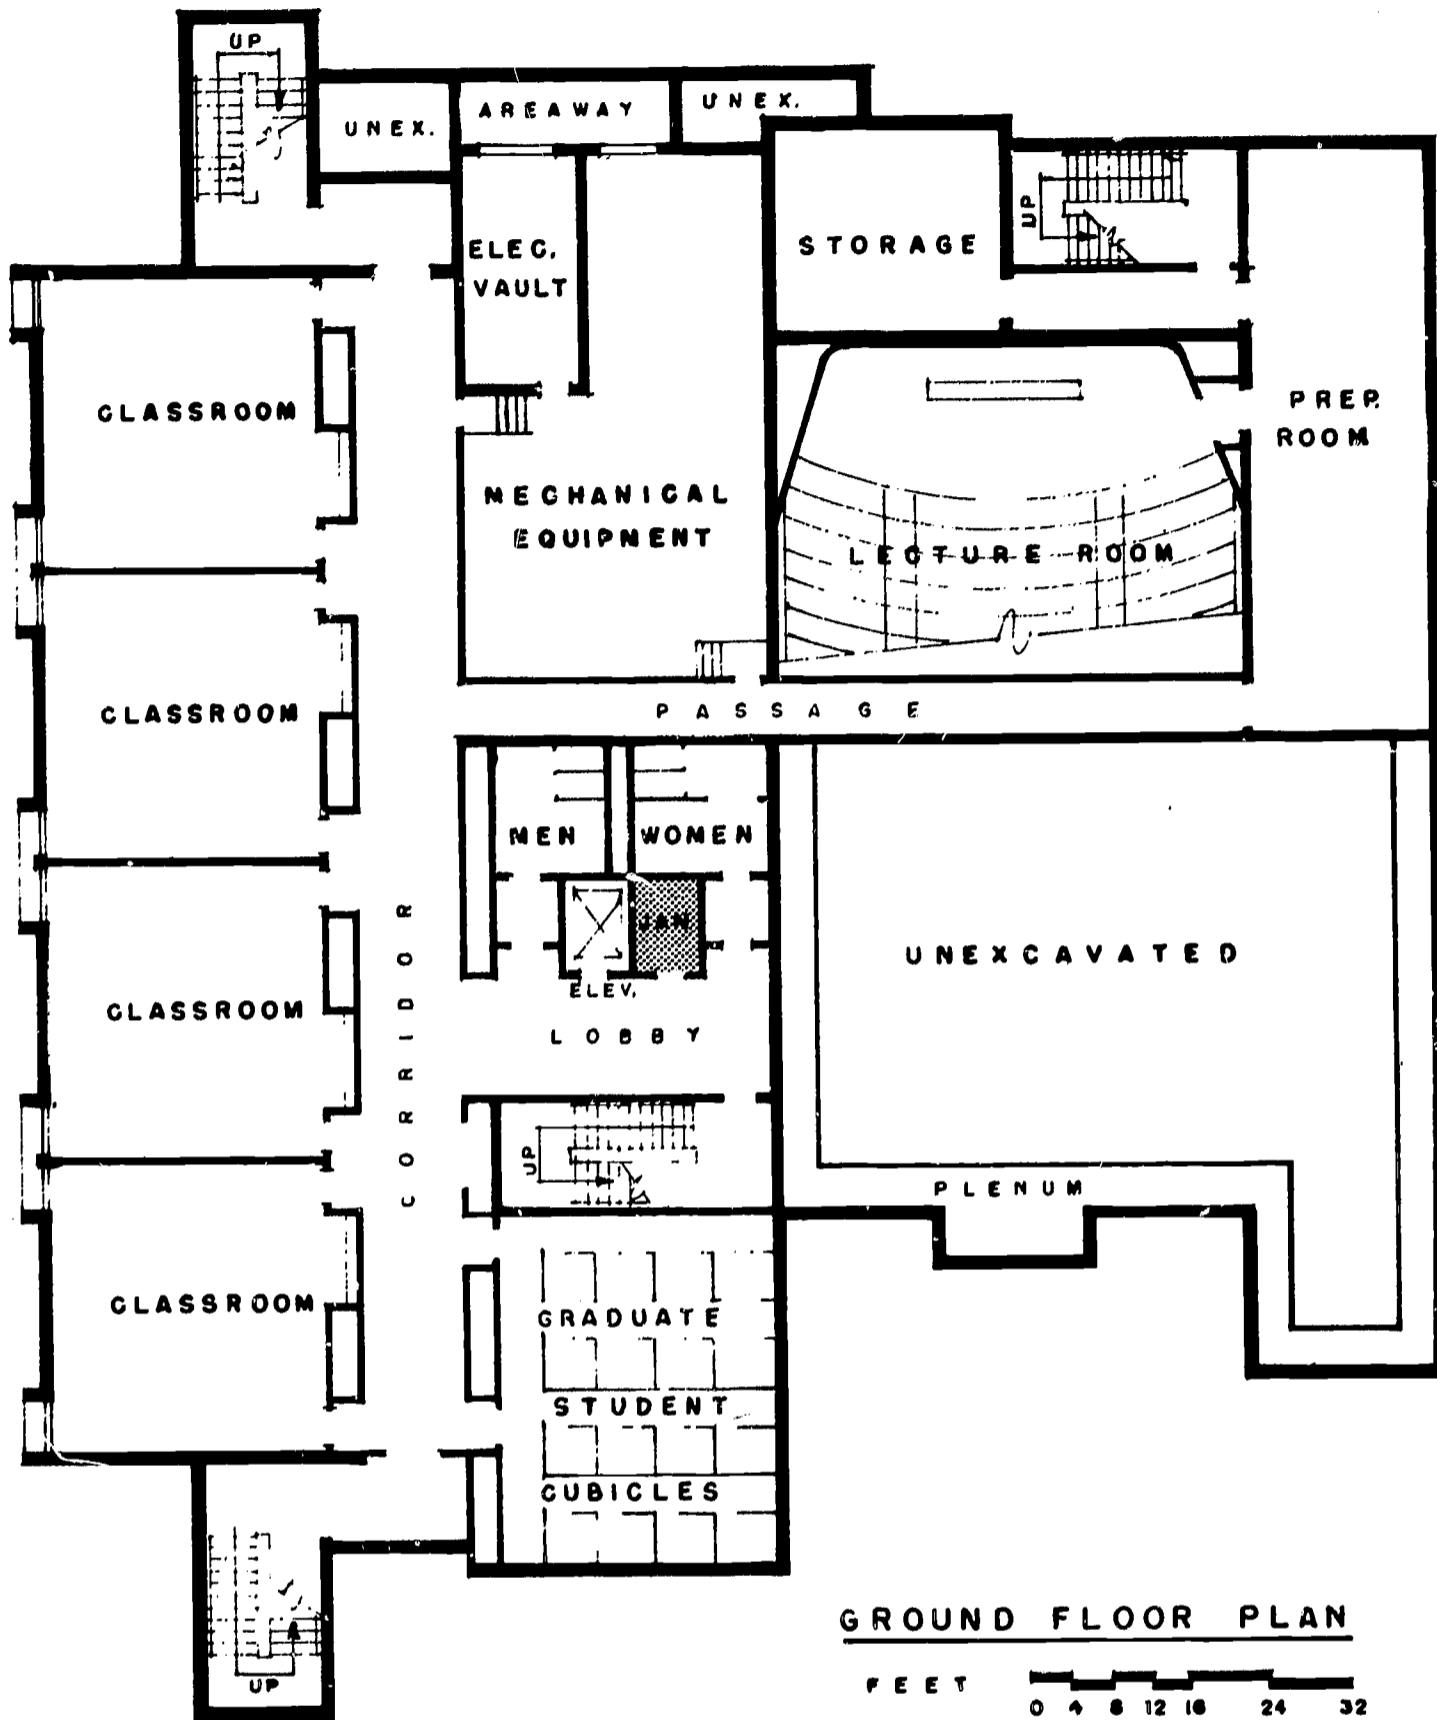 UP
UNEX.
AREAWAY
UNEX.
ELEC.
VAULT
STORAGE
UP
CLASSROOM
PREP.
ROOM
MECHANICAL
EQUIPMENT
LECTURE ROOM
CLASSROOM
PASSAGE
MEN
WOMEN
JAN
ELEV.
LOBBY
CORRIDOR
CLASSROOM
UNEXCAVATED
UP
PLENUM
CLASSROOM
GRADUATE
STUDENT
CUBICLES
UP
GROUND FLOOR PLAN
FEET
0 4 8 12 16 24 32